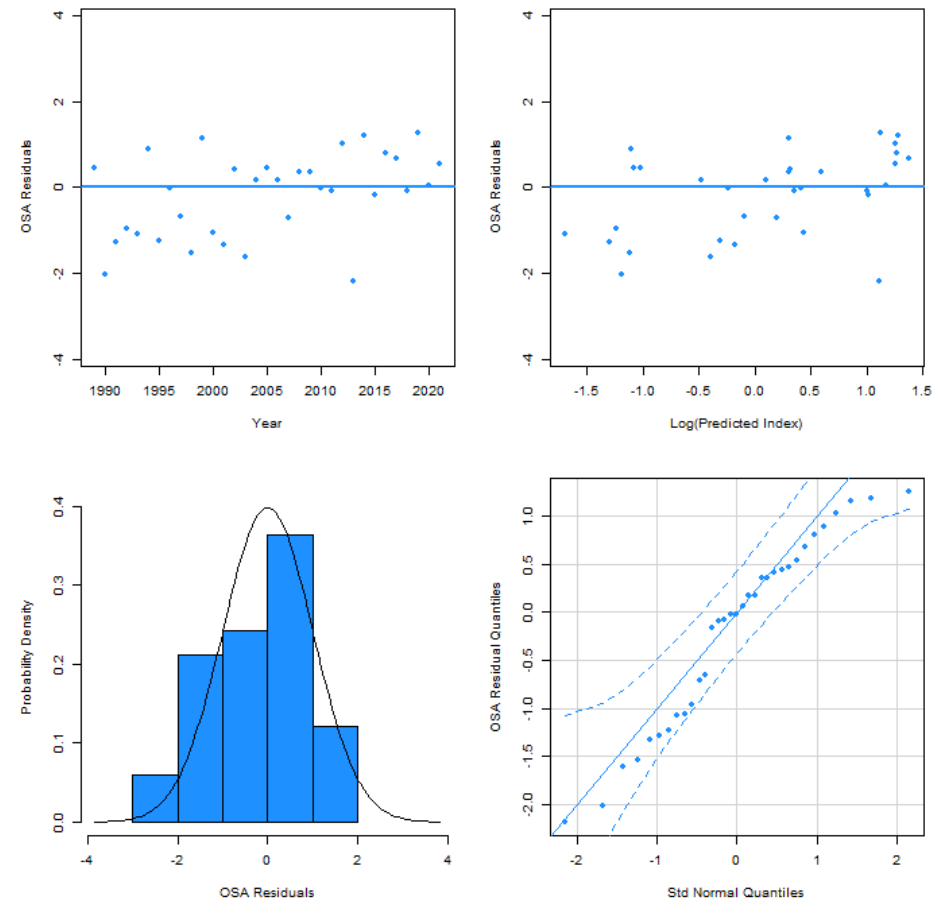 4
2
0
-2
-4
OSA Residuals
1990 1995 2000 2005 2010 2015 2020
Year
4
2
0
-2
-4
OSA Residuals
-1.5 -1.0 -0.5 0.0 0.5 1.0 1.5
Log(Predicted Index)
0.4
0.3
0.2
0.1
0.0
Probability Density
-4 -2 0 2 4
OSA Residuals
1.0
0.5
0.0
-0.5
-1.0
-1.5
-2.0
OSA Residual Quantiles
-2 -1 0 1 2
Std Normal Quantiles